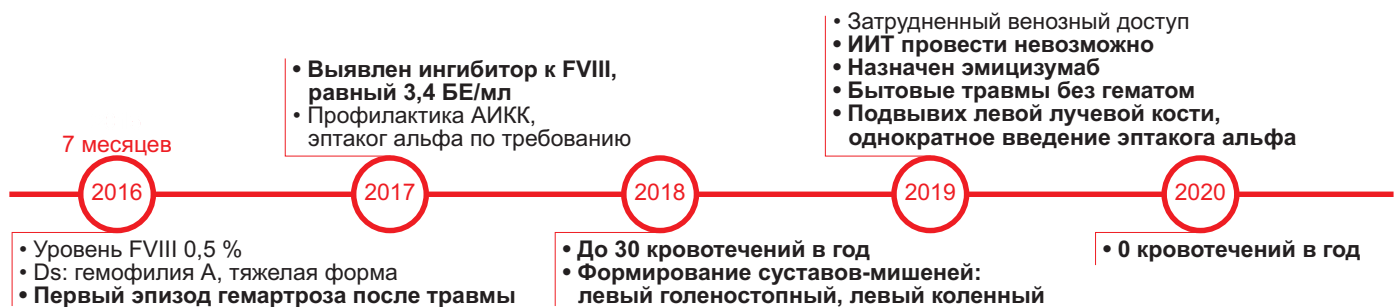 7 месяцев
2016
• Уровень FVIII 0,5 %
• Ds: гемофилия А, тяжелая форма
• Первый эпизод гемартроза после травмы
• Выявлен ингибитор к FVIII,
равный 3,4 БЕ/мл
• Профилактика АИКК,
эптаког альфа по требованию
2017
2018
• До 30 кровотечений в год
• Формирование суставов-мишеней:
левый голеностопный, левый коленный
• Затрудненный венозный доступ
• ИИТ провести невозможно
• Назначен эмицизумаб
• Бытовые травмы без гематом
• Подвывих левой лучевой кости,
однократное введение эптакога альфа
2019
2020
• 0 кровотечений в год